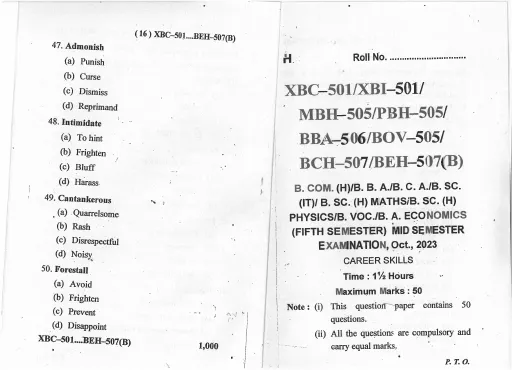 (16) XBC–501....BEH–507(B)
47. Admonish
(a) Punish
(b) Curse
(c) Dismiss
(d) Reprimand
48. Intimidate
(a) To hint
(b) Frighten
(c) Bluff
(d) Harass
49. Cantankerous
(a) Quarrelsome
(b) Rash
(c) Disrespectful
(d) Noisy
50. Forestall
(a) Avoid
(b) Frighten
(c) Prevent
(d) Disappoint
XBC–501....BEH–507(B) 1,000
H Roll No. ............................
XBC–501/XBI–501/
MBH–505/PBH–505/
BBA–506/BOV–505/
BCH–507/BEH–507(B)
B. COM. (H)/B. B. A./B. C. A./B. SC.
(IT)/ B. SC. (H) MATHS/B. SC. (H)
PHYSICS/B. VOC./B. A. ECONOMICS
(FIFTH SEMESTER) MID SEMESTER
EXAMINATION, Oct., 2023
CAREER SKILLS
Time : 1½ Hours
Maximum Marks : 50
Note : (i) This question paper contains 50
questions.
(ii) All the questions are compulsory and
carry equal marks.
P. T. O.